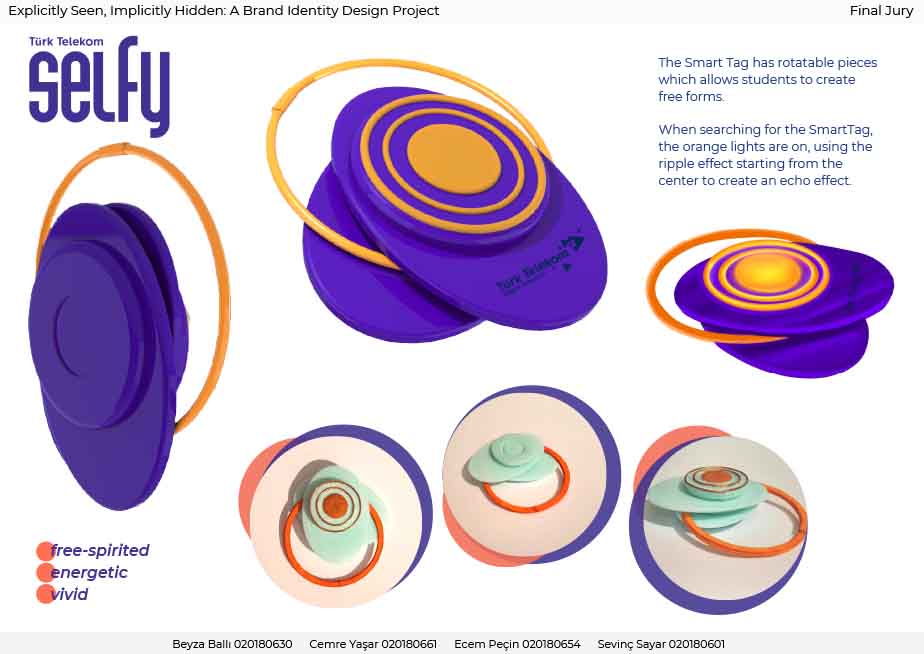 Explicitly Seen, Implicitly Hidden: A Brand Identity Design Project
Final Jury
Türk Telekom
selfy
The Smart Tag has rotatable pieces
which allows students to create
free forms.
When searching for the SmartTag,
the orange lights are on, using the
ripple effect starting from the
center to create an echo effect.
Türk Telekom
free-spirited
energetic
vivid
Beyza Ballı 020180630
Cemre Yaşar 020180661
Ecem Peçin 020180654
Sevinç Sayar 020180601